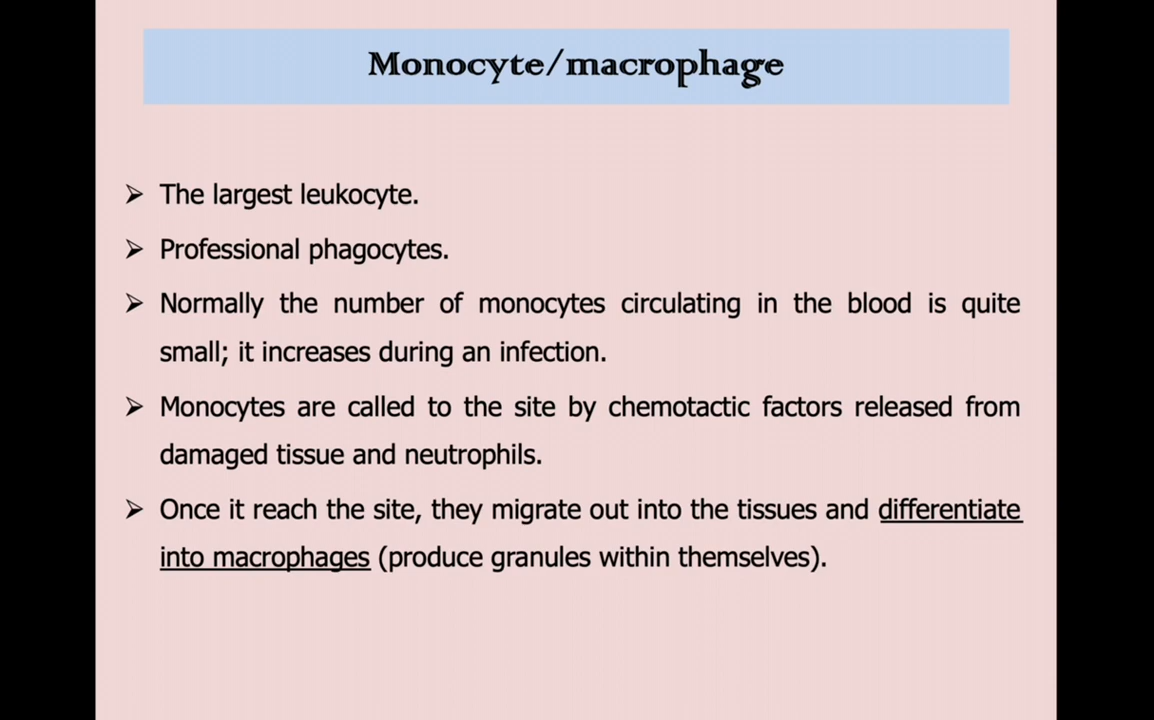 Monocyte/macrophage
➢ The largest leukocyte.
➢ Professional phagocytes.
➢ Normally the number of monocytes circulating in the blood is quite
small; it increases during an infection.
➢ Monocytes are called to the site by chemotactic factors released from
damaged tissue and neutrophils.
➢ Once it reach the site, they migrate out into the tissues and differentiate
into macrophages (produce granules within themselves).